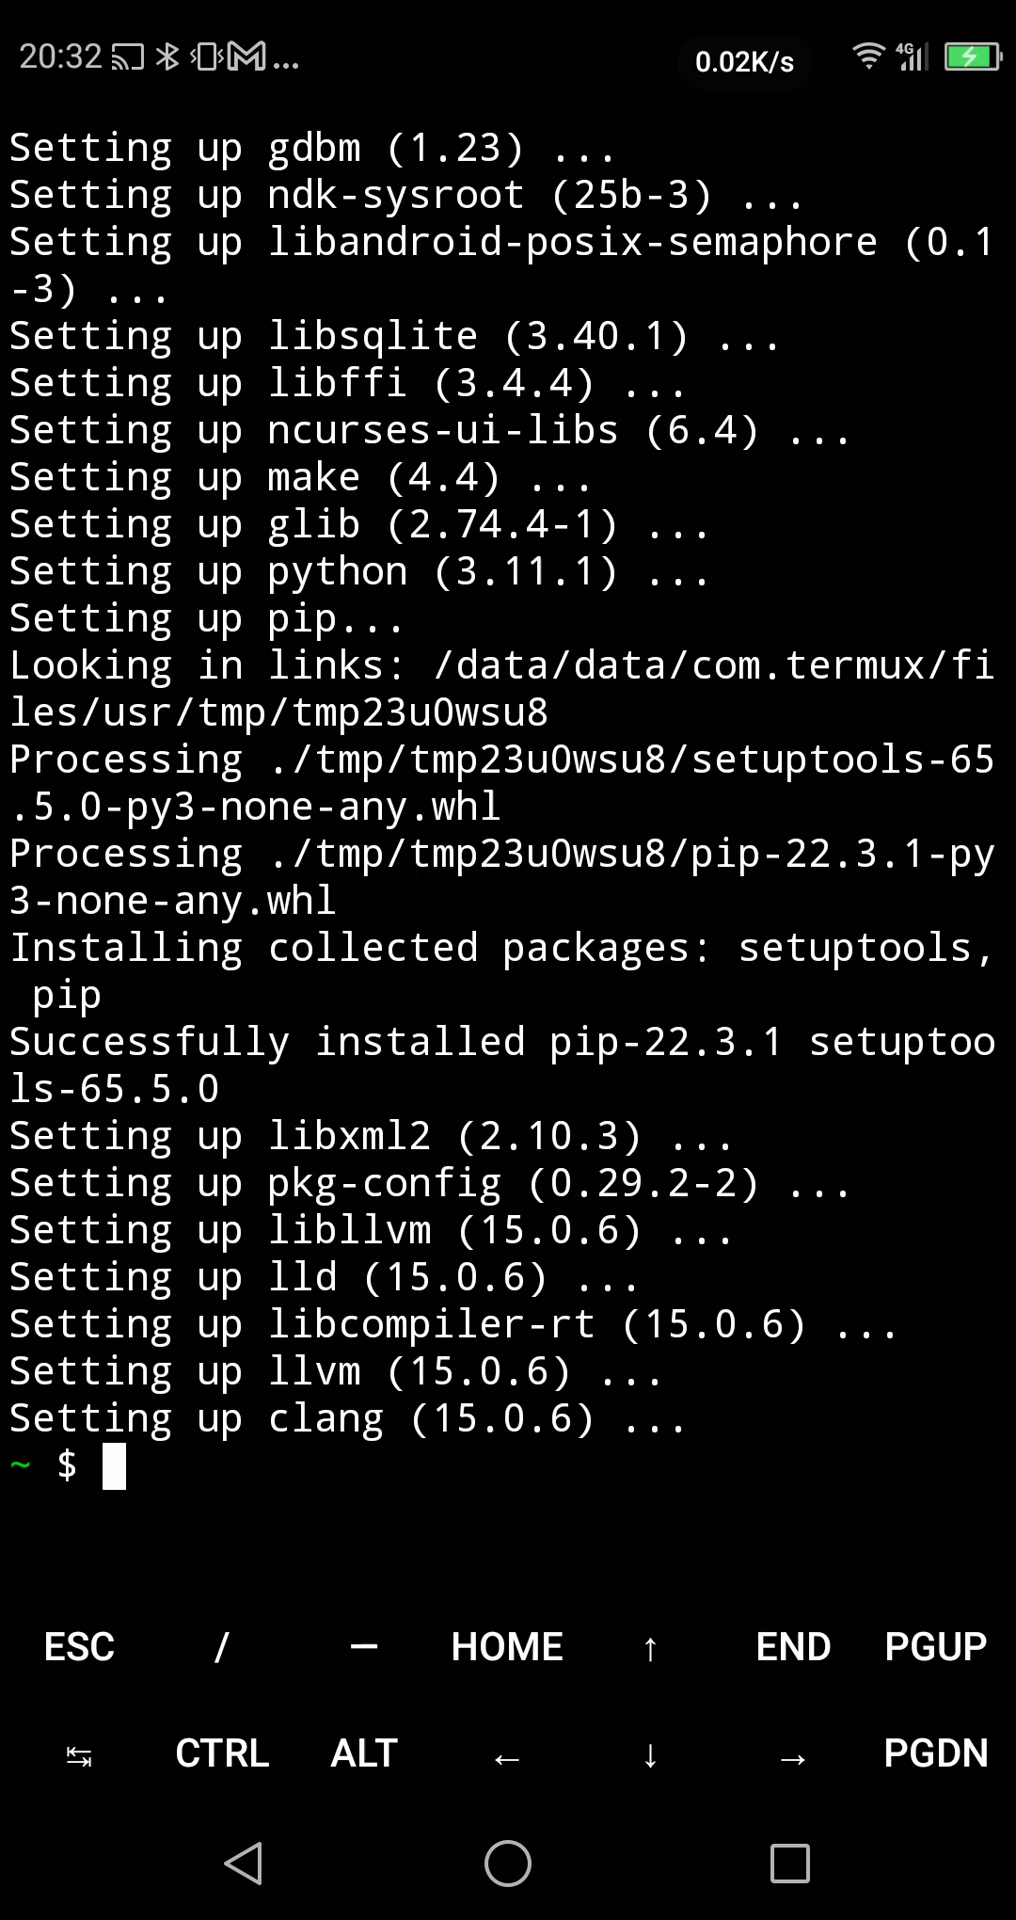 20:32 ...
0.02K/s
4G
Setting up gdbm (1.23) ...
Setting up ndk-sysroot (25b-3) ...
Setting up libandroid-posix-semaphore (0.1
-3) ...
Setting up libsqlite (3.40.1) ...
Setting up libffi (3.4.4) ...
Setting up ncurses-ui-libs (6.4) ...
Setting up make (4.4) ...
Setting up glib (2.74.4-1) ...
Setting up python (3.11.1) ...
Setting up pip...
Looking in links: /data/data/com.termux/fi
les/usr/tmp/tmp23u0wsu8
Processing ./tmp/tmp23u0wsu8/setuptools-65
.5.0-py3-none-any.whl
Processing ./tmp/tmp23u0wsu8/pip-22.3.1-py
3-none-any.whl
Installing collected packages: setuptools,
 pip
Successfully installed pip-22.3.1 setuptoo
ls-65.5.0
Setting up libxml2 (2.10.3) ...
Setting up pkg-config (0.29.2-2) ...
Setting up libllvm (15.0.6) ...
Setting up lld (15.0.6) ...
Setting up libcompiler-rt (15.0.6) ...
Setting up llvm (15.0.6) ...
Setting up clang (15.0.6) ...
~ $
ESC / — HOME ↑ END PGUP
↹ CTRL ALT ← ↓ → PGDN